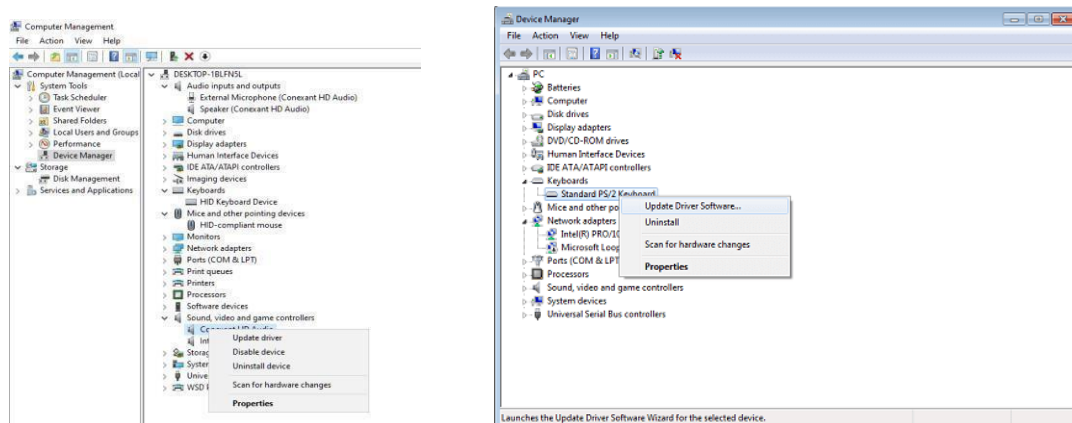 Computer Management
File Action View Help
Computer Management (Local
System Tools
Task Scheduler
Event Viewer
Shared Folders
Local Users and Groups
Performance
Device Manager
Storage
Disk Management
Services and Applications
DESKTOP-1BLFN5L
Audio inputs and outputs
External Microphone (Conexant HD Audio)
Speaker (Conexant HD Audio)
Computer
Disk drives
Display adapters
Human Interface Devices
IDE ATA/ATAPI controllers
Imaging devices
Keyboards
HID Keyboard Device
Mice and other pointing devices
HID-compliant mouse
Monitors
Network adapters
Ports (COM & LPT)
Print queues
Printers
Processors
Software devices
Sound, video and game controllers
Conexant HD Audio
Int
Storag
System
Unive
WSD
Update driver
Disable device
Uninstall device
Scan for hardware changes
Properties
Device Manager
File Action View Help
PC
Batteries
Computer
Disk drives
Display adapters
DVD/CD-ROM drives
Human Interface Devices
IDE ATA/ATAPI controllers
Keyboards
Standard PS/2 Keyboard
Mice and other po
Network adapters
Intel(R) PRO/10
Microsoft Loop
Ports (COM & LPT
Processors
Sound, video and game controllers
System devices
Universal Serial Bus controllers
Update Driver Software...
Uninstall
Scan for hardware changes
Properties
Launches the Update Driver Software Wizard for the selected device.